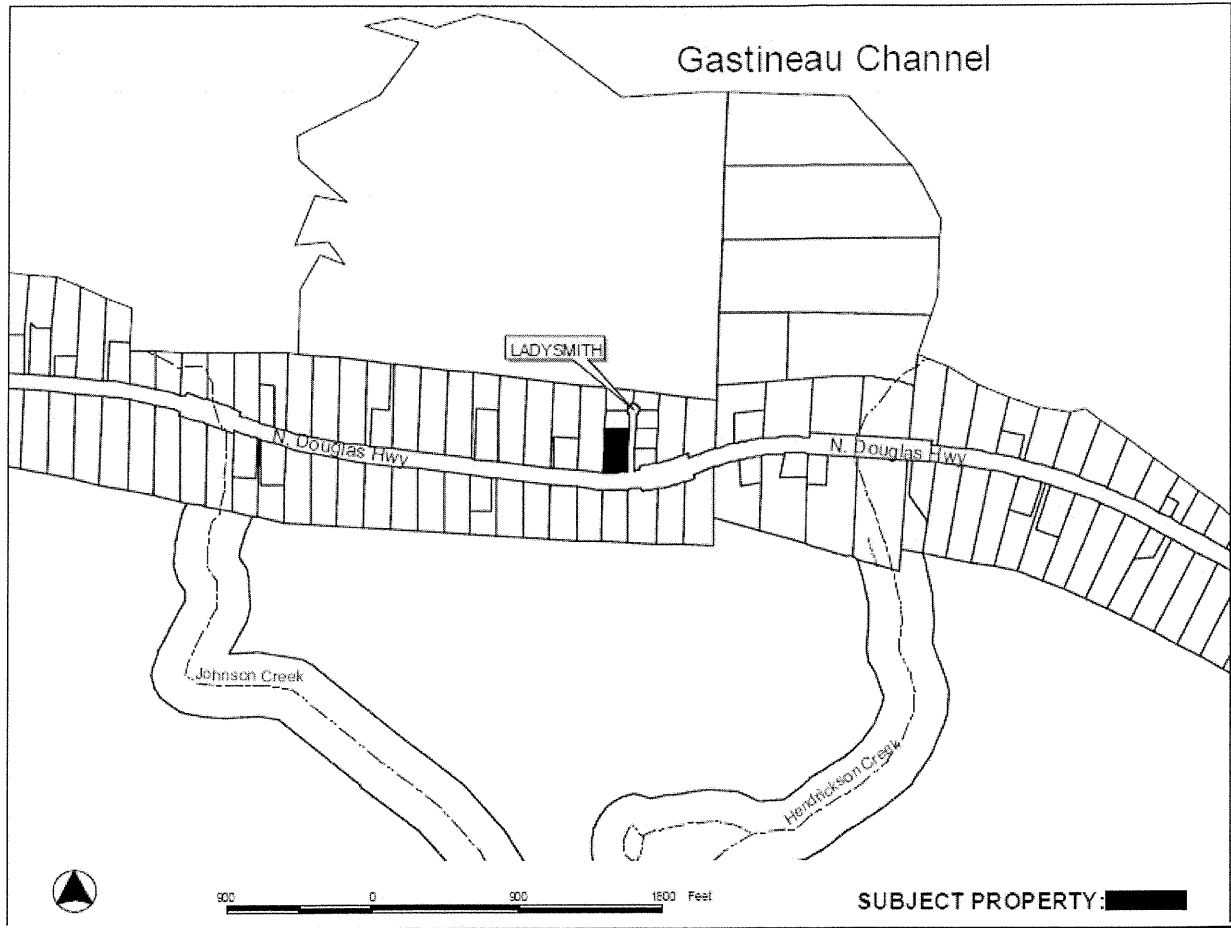 Gastineau Channel
LADYSMITH
N. Douglas Hwy
N. Douglas Hwy
Johnson Creek
Hendrickson Creek
900 0 900 1800 Feet
SUBJECT PROPERTY: